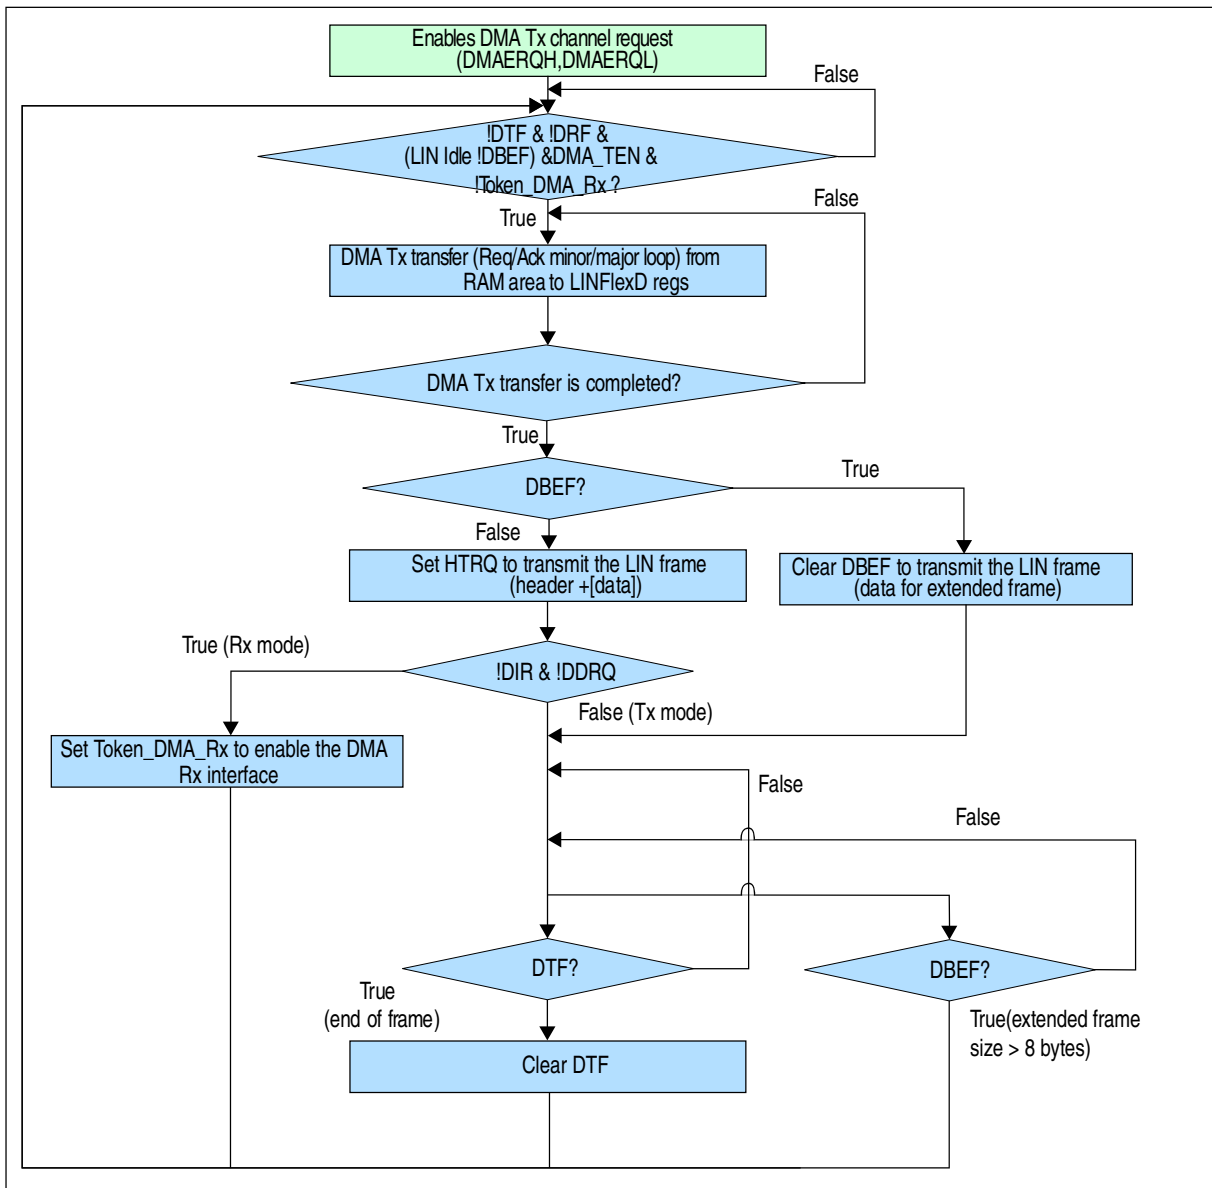 Enables DMA Tx channel request
(DMAERQH,DMAERQL)
False
!DTF & !DRF &
(LIN Idle !DBEF) &DMA_TEN &
!Token_DMA_Rx ?
True
False
DMA Tx transfer (Req/Ack minor/major loop) from
RAM area to LINFlexD regs
DMA Tx transfer is completed?
True
DBEF?
True
False
Set HTRQ to transmit the LIN frame
(header +[data])
Clear DBEF to transmit the LIN frame
(data for extended frame)
True (Rx mode)
!DIR & !DDRQ
False (Tx mode)
Set Token_DMA_Rx to enable the DMA
Rx interface
False
False
DTF?
DBEF?
True
(end of frame)
True(extended frame
size > 8 bytes)
Clear DTF